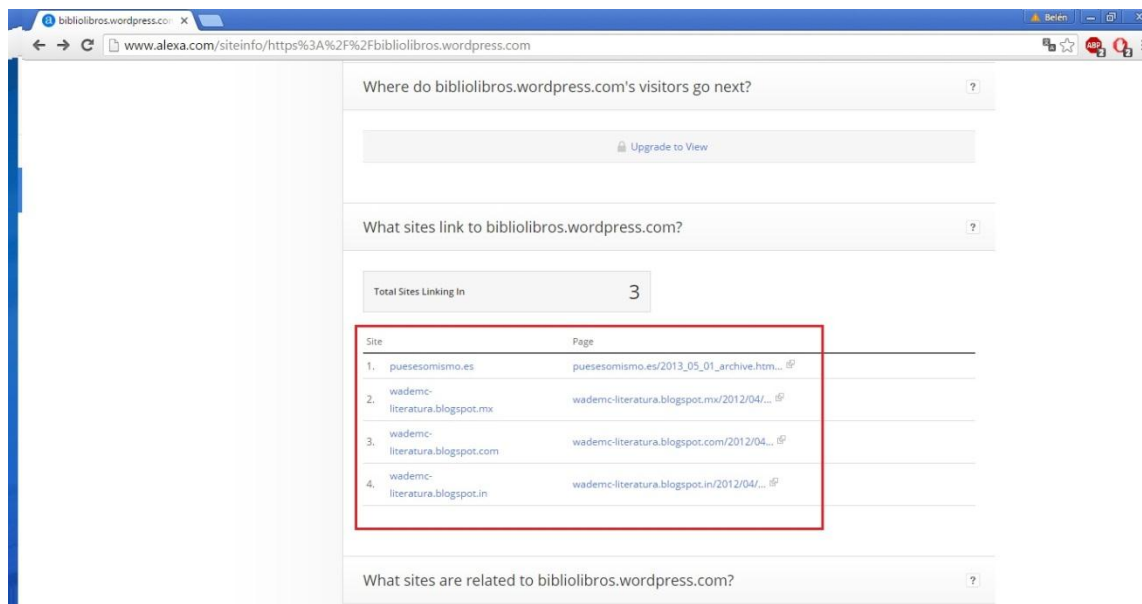 bibliolibros.wordpress.con
Belén
www.alexa.com/siteinfo/https%3A%2F%2Fbibliolibros.wordpress.com
ABP
2
2
Where do bibliolibros.wordpress.com's visitors go next?
?
Upgrade to View
What sites link to bibliolibros.wordpress.com?
?
Total Sites Linking In 3
Site Page
1. puesesomismo.es puesesomismo.es/2013_05_01_archive.htm...
2. wademc-
literatura.blogspot.mx wademc-literatura.blogspot.mx/2012/04/...
3. wademc-
literatura.blogspot.com wademc-literatura.blogspot.com/2012/04...
4. wademc-
literatura.blogspot.in wademc-literatura.blogspot.in/2012/04/...
What sites are related to bibliolibros.wordpress.com?
?